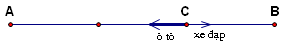 A C B
ô tô xe đạp